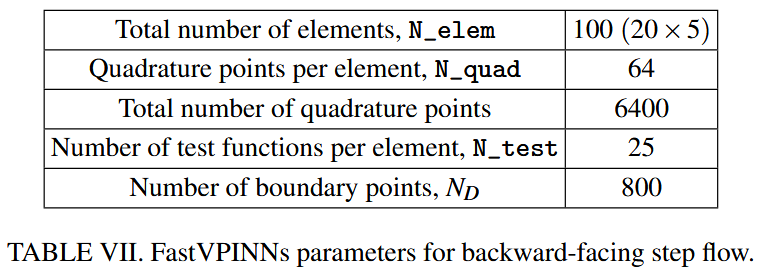 Total number of elements, N_elem 100 (20 × 5)
Quadrature points per element, N_quad 64
Total number of quadrature points 6400
Number of test functions per element, N_test 25
Number of boundary points, N_D 800
TABLE VII. FastVPINNs parameters for backward-facing step flow.